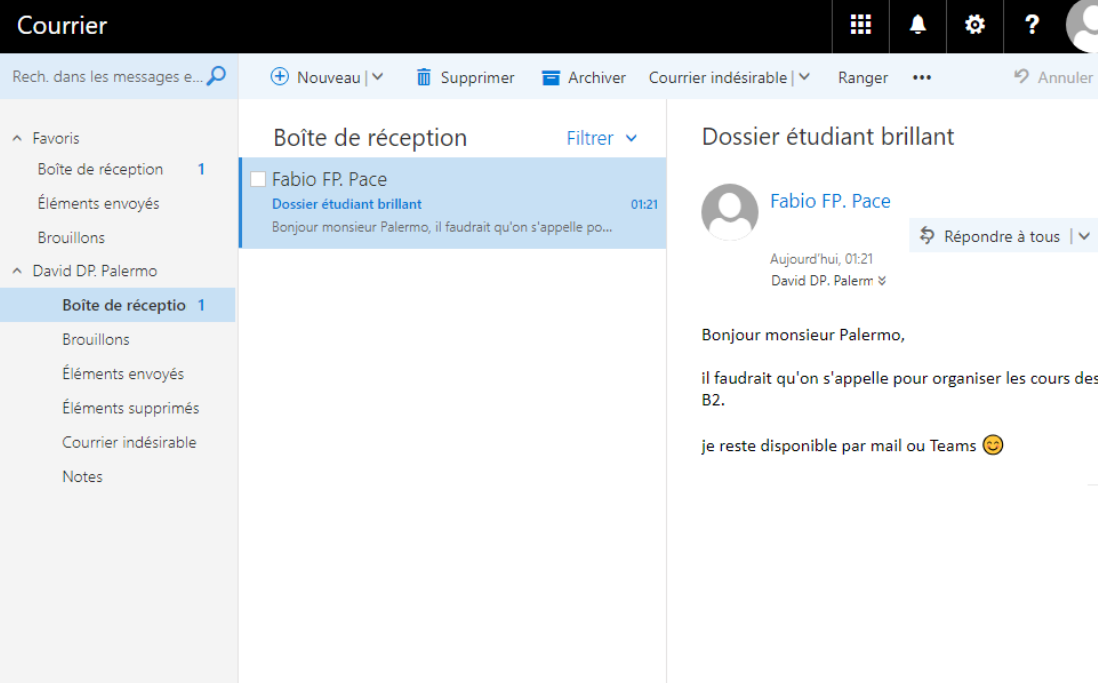 Courrier
?
Rech. dans les messages e...
Nouveau | Supprimer Archiver Courrier indésirable | Ranger ••• Annuler
Favoris
Boîte de réception 1
Éléments envoyés
Brouillons
David DP. Palermo
Boîte de réceptio 1
Brouillons
Éléments envoyés
Éléments supprimés
Courrier indésirable
Notes
Boîte de réception Filtrer
Fabio FP. Pace
Dossier étudiant brillant 01:21
Bonjour monsieur Palermo, il faudrait qu'on s'appelle po...
Dossier étudiant brillant
Fabio FP. Pace
Répondre à tous |
Aujourd'hui, 01:21
David DP. Palerm
Bonjour monsieur Palermo,
il faudrait qu'on s'appelle pour organiser les cours des
B2.
je reste disponible par mail ou Teams 😊